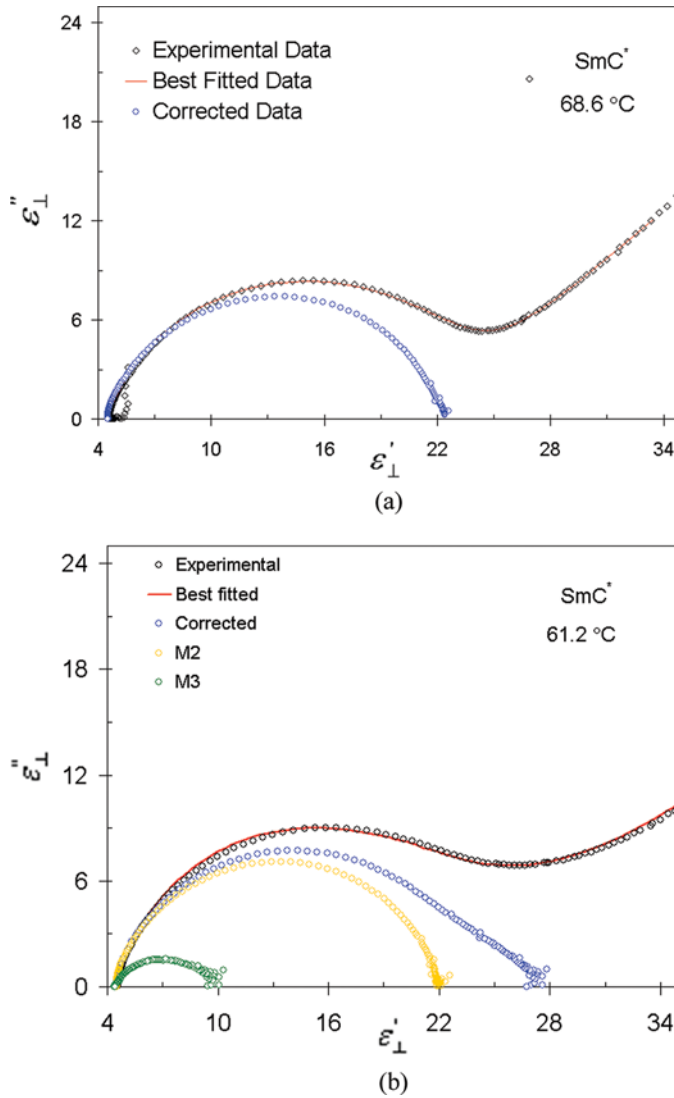 24
18
12
6
0
ε''⊥
◇ Experimental Data
— Best Fitted Data
○ Corrected Data
SmC*
68.6 °C
4 10 16 22 28 34
ε'⊥
(a)
24
18
12
6
0
ε''⊥
○ Experimental
— Best fitted
○ Corrected
○ M2
○ M3
SmC*
61.2 °C
4 10 16 22 28 34
ε'⊥
(b)